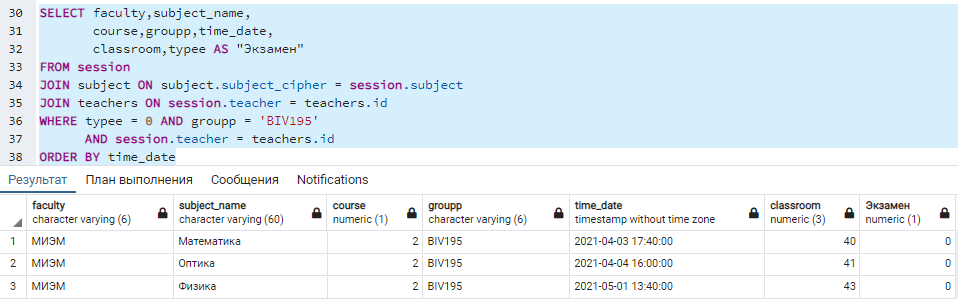 30 SELECT faculty,subject_name,
31 course,groupp,time_date,
32 classroom,typee AS "Экзамен"
33 FROM session
34 JOIN subject ON subject.subject_cipher = session.subject
35 JOIN teachers ON session.teacher = teachers.id
36 WHERE typee = 0 AND groupp = 'BIV195'
37 AND session.teacher = teachers.id
38 ORDER BY time_date
Результат План выполнения Сообщения Notifications
faculty subject_name course groupp time_date classroom Экзамен
character varying (6) character varying (60) numeric (1) character varying (6) timestamp without time zone numeric (3) numeric (1)
1 МИЭМ Математика 2 BIV195 2021-04-03 17:40:00 40 0
2 МИЭМ Оптика 2 BIV195 2021-04-04 16:00:00 41 0
3 МИЭМ Физика 2 BIV195 2021-05-01 13:40:00 43 0